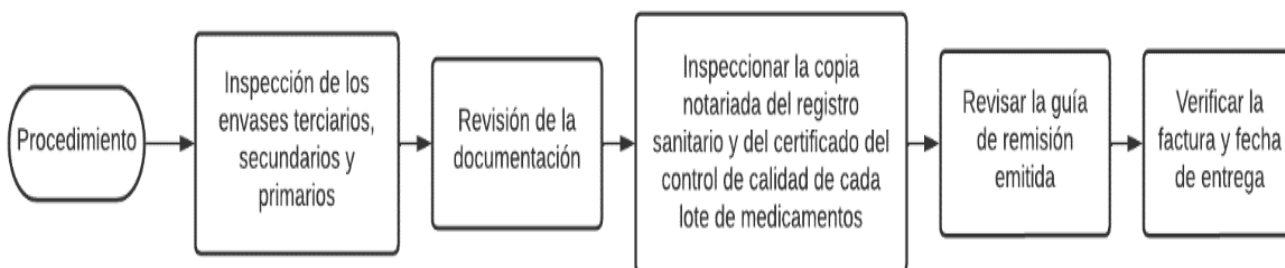 Procedimiento
Inspección de los
envases terciarios,
secundarios y
primarios
Revisión de la
documentación
Inspeccionar la copia
notariada del registro
sanitario y del certificado del
control de calidad de cada
lote de medicamentos
Revisar la guía
de remisión
emitida
Verificar la
factura y fecha
de entrega